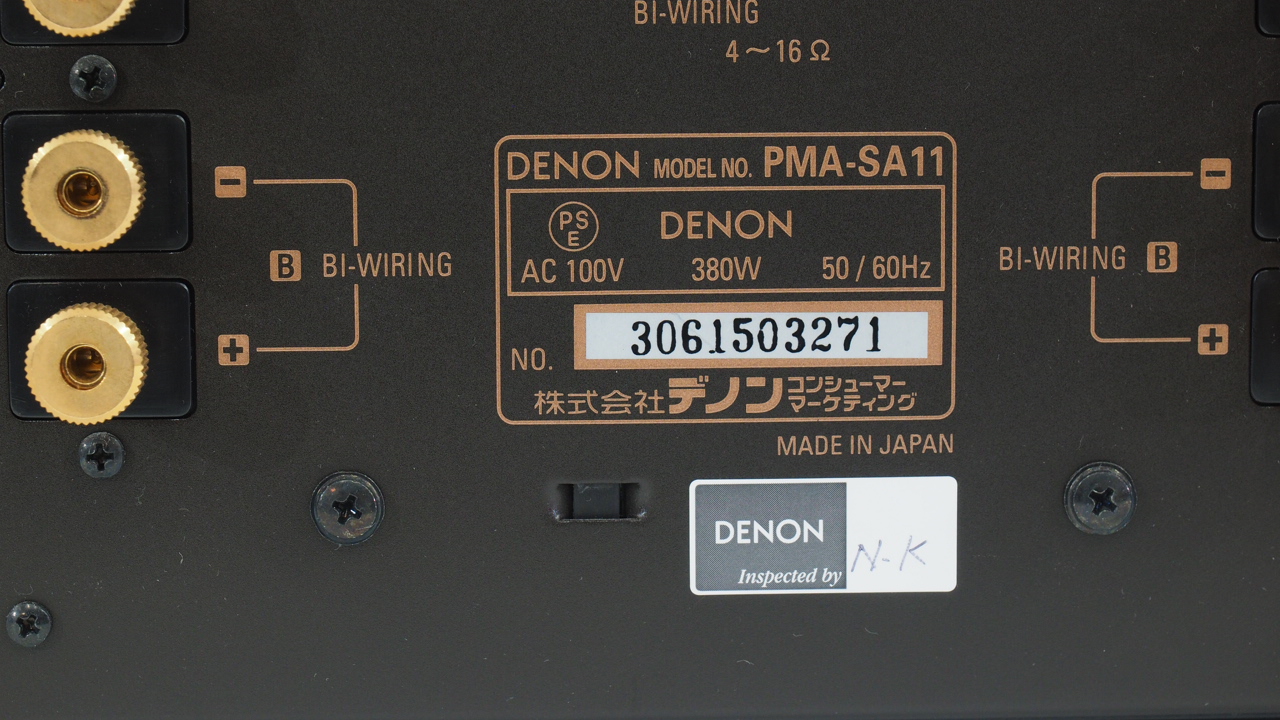 BI-WIRING
4～16 Ω
DENON MODEL NO. PMA-SA11
PS
E
DENON
AC 100V 380W 50 / 60Hz
NO. 3061503271
株式会社デノン コンシューマー
マーケティング
MADE IN JAPAN
−
B BI-WIRING
+
−
BI-WIRING B
+
DENON
Inspected by N-K